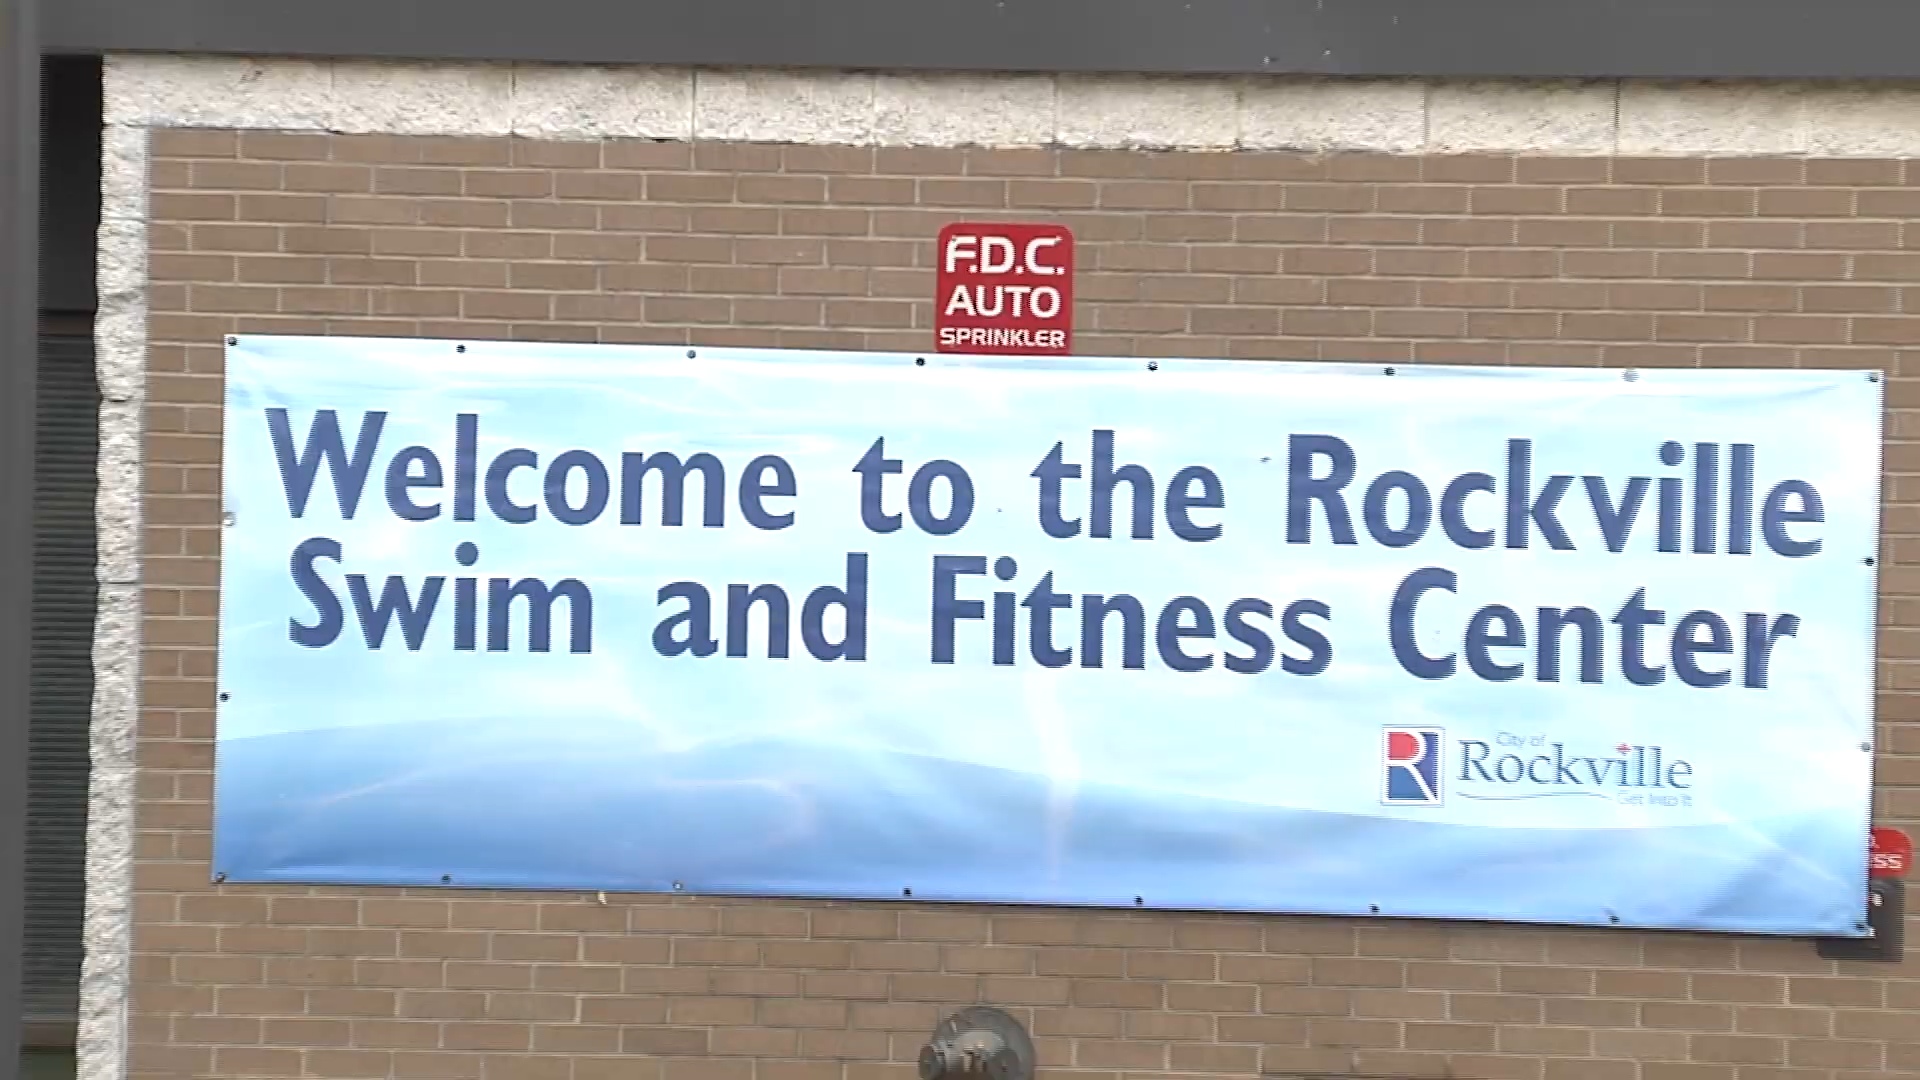 F.D.C.
AUTO
SPRINKLER
Welcome to the Rockville
Swim and Fitness Center
R
City of
Rockville
Get Into It